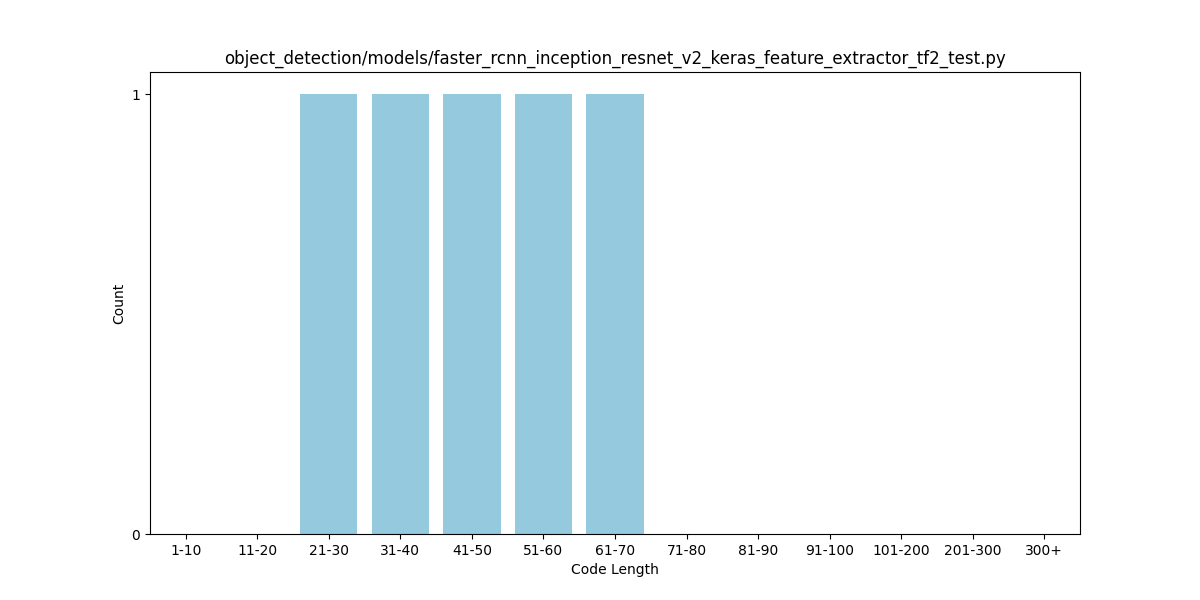 object_detection/models/faster_rcnn_inception_resnet_v2_keras_feature_extractor_tf2_test.py
1
Count
0
1-10 11-20 21-30 31-40 41-50 51-60 61-70 71-80 81-90 91-100 101-200 201-300 300+
Code Length